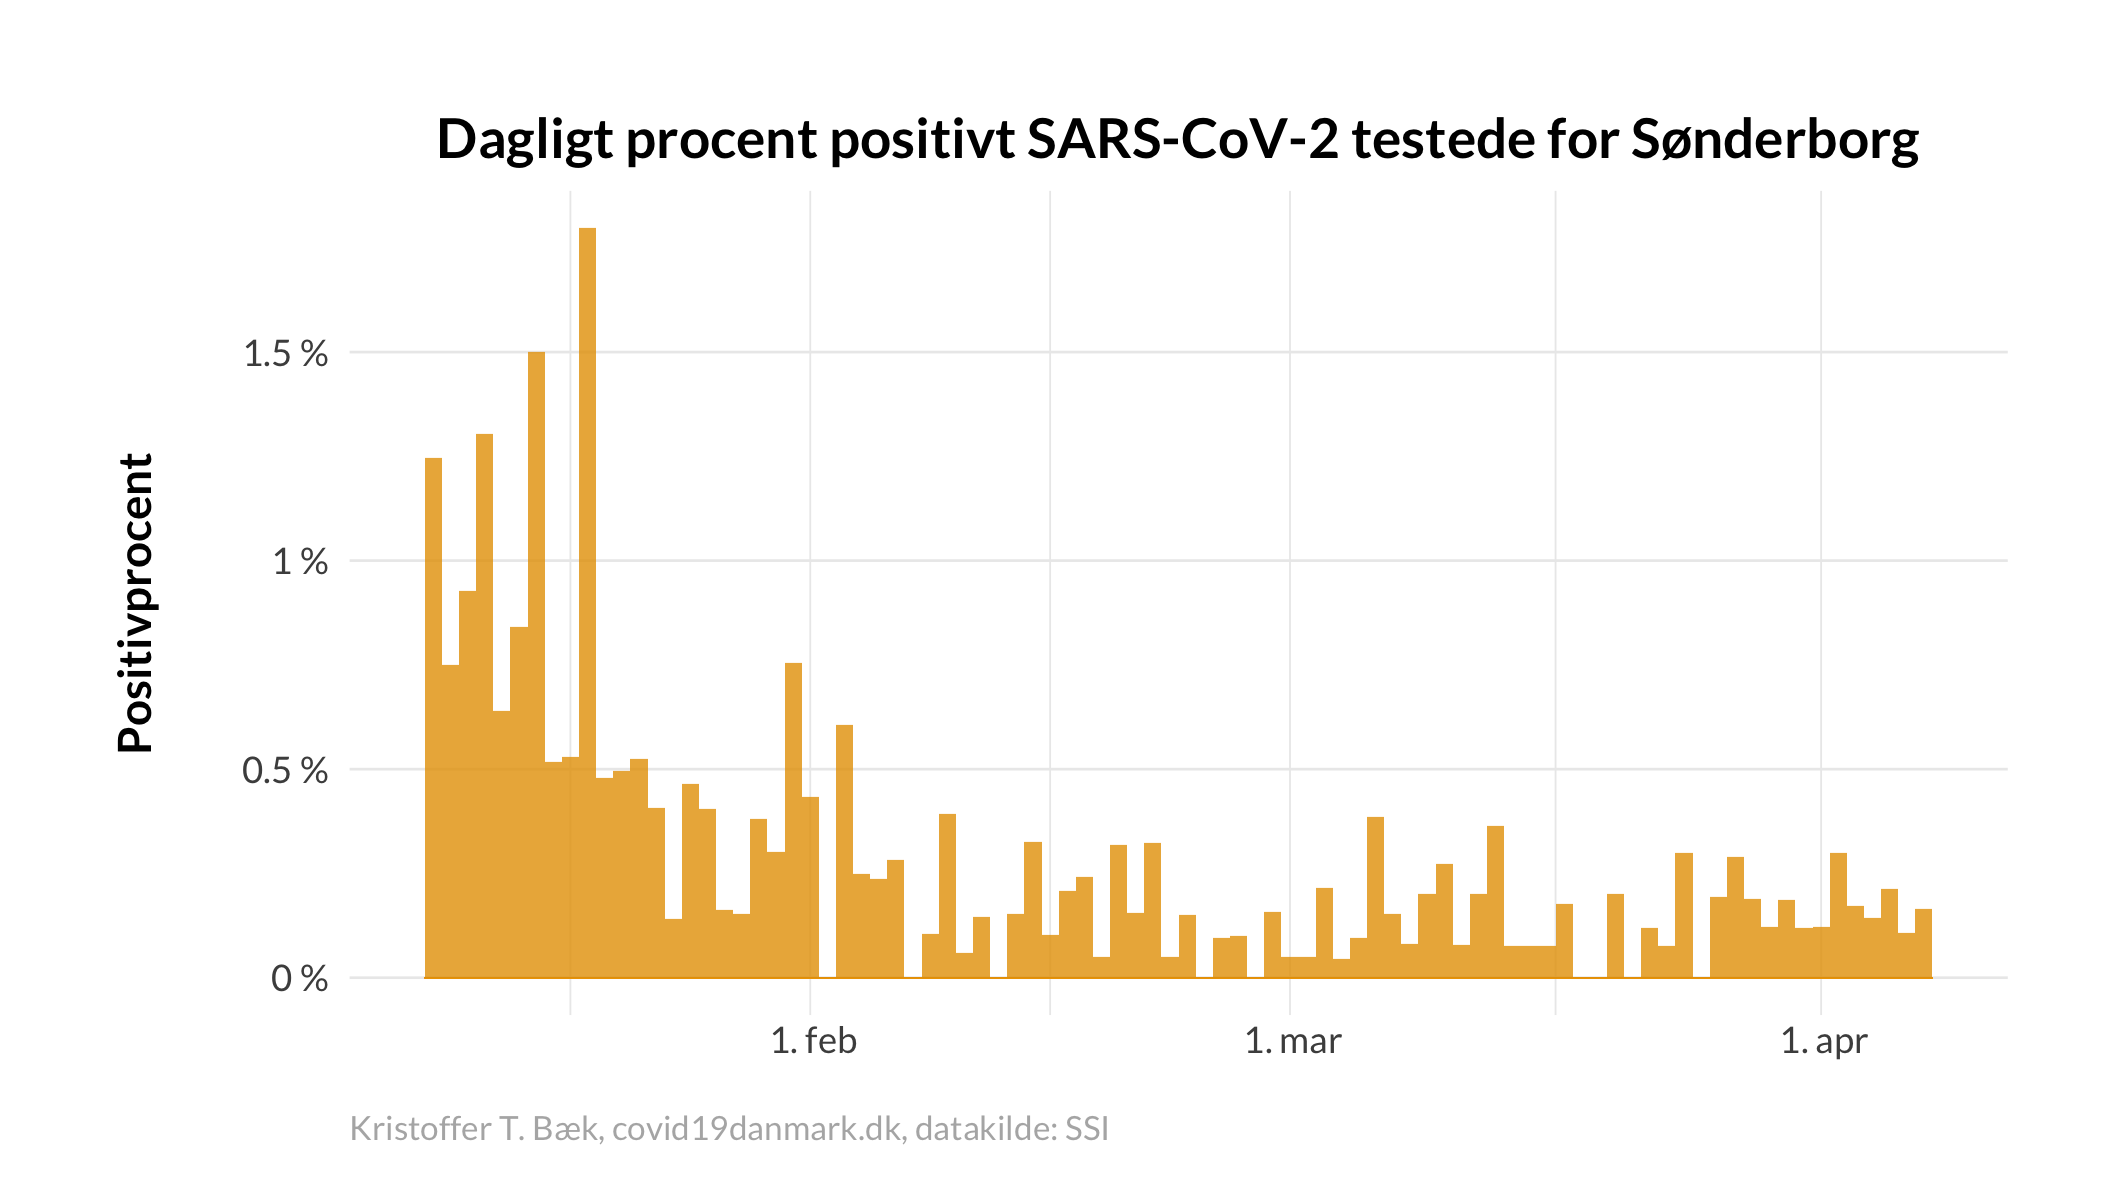 Dagligt procent positivt SARS-CoV-2 testede for Sønderborg
Positivprocent
1.5 %
1 %
0.5 %
0 %
1. feb
1. mar
1. apr
Kristoffer T. Bæk, covid19danmark.dk, datakilde: SSI